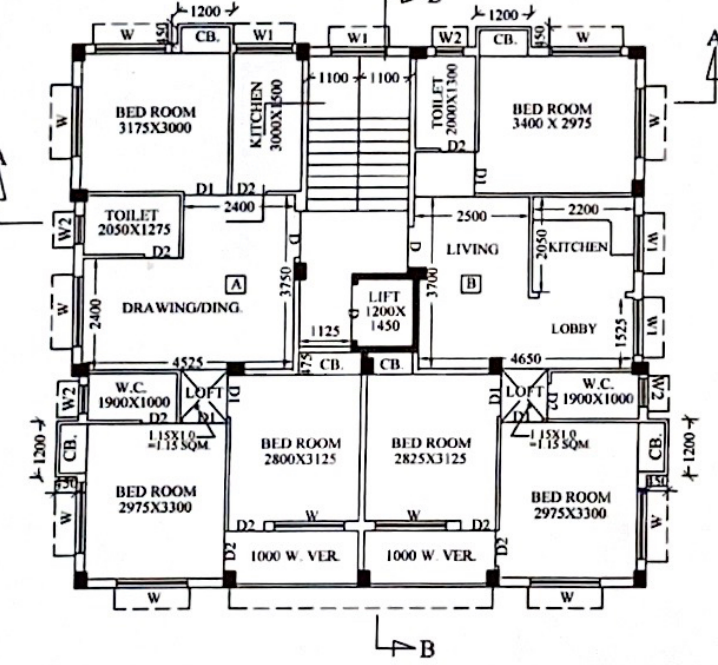 1200
1200
B
W
450
CB.
W1
W1
W2
CB.
450
W
A
1100
1100
W
BED ROOM
3175X3000
KITCHEN
3000X1500
TOILET
2000X1300
BED ROOM
3400 X 2975
W
A
D2
D1
D1
D2
2400
2500
2200
W2
TOILET
2050X1275
D2
D
D
LIVING
2050
KITCHEN
W1
A
3750
3700
B
W
2400
DRAWING/DING.
LIFT
1200X
1450
D
LOBBY
1525
W1
1125
4525
475
CB.
CB.
4650
W2
W.C.
1900X1000
D2
LOFT
D1
D1
D1
LOFT
D1
D2
W.C.
1900X1000
W2
1200
CB.
1.15X1.0
=1.15 SQM.
BED ROOM
2800X3125
BED ROOM
2825X3125
1.15X1.0
=1.15 SQM.
CB.
1200
450
BED ROOM
2975X3300
BED ROOM
2975X3300
450
W
D2
W
W
D2
W
D2
1000 W. VER.
1000 W. VER.
D2
W
W
B